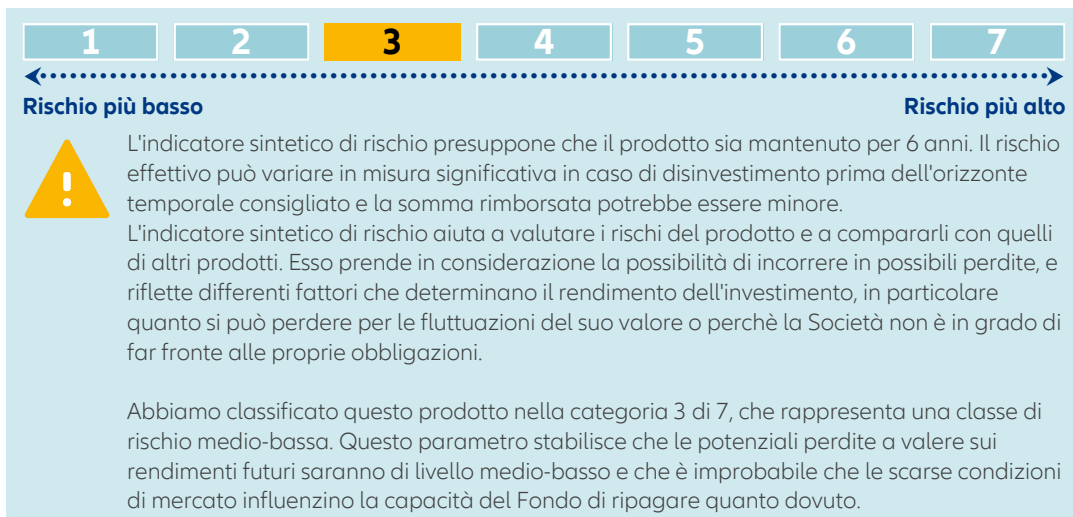 1 2 3 4 5 6 7
Rischio più basso Rischio più alto
L'indicatore sintetico di rischio presuppone che il prodotto sia mantenuto per 6 anni. Il rischio
effettivo può variare in misura significativa in caso di disinvestimento prima dell'orizzonte
temporale consigliato e la somma rimborsata potrebbe essere minore.
L'indicatore sintetico di rischio aiuta a valutare i rischi del prodotto e a compararli con quelli
di altri prodotti. Esso prende in considerazione la possibilità di incorrere in possibili perdite, e
riflette differenti fattori che determinano il rendimento dell'investimento, in particolare
quanto si può perdere per le fluttuazioni del suo valore o perchè la Società non è in grado di
far fronte alle proprie obbligazioni.
Abbiamo classificato questo prodotto nella categoria 3 di 7, che rappresenta una classe di
rischio medio-bassa. Questo parametro stabilisce che le potenziali perdite a valere sui
rendimenti futuri saranno di livello medio-basso e che è improbabile che le scarse condizioni
di mercato influenzino la capacità del Fondo di ripagare quanto dovuto.